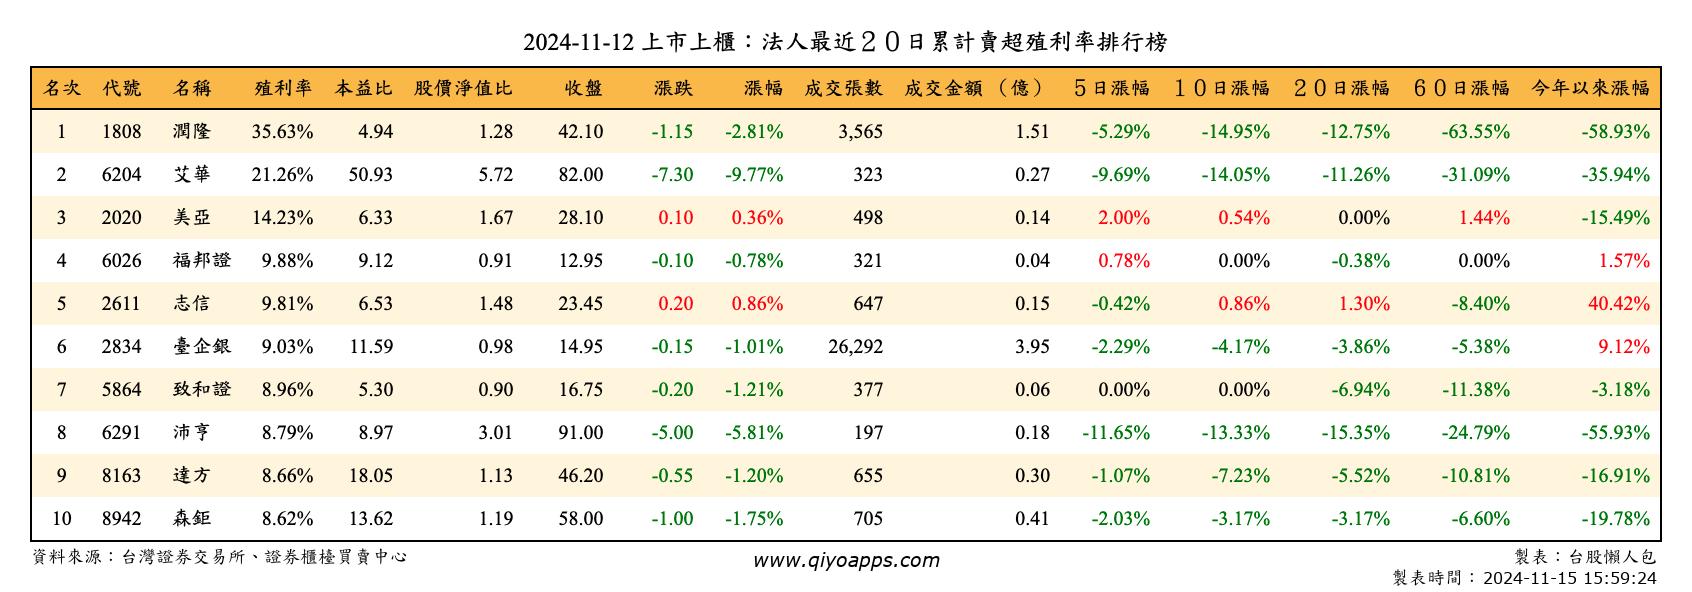 2024-11-12 上市上櫃：法人最近２０日累計賣超殖利率排行榜
名次 代號 名稱 殖利率 本益比 股價淨值比 收盤 漲跌 漲幅 成交張數 成交金額（億） ５日漲幅 １０日漲幅 ２０日漲幅 ６０日漲幅 今年以來漲幅
1 1808 潤隆 35.63% 4.94 1.28 42.10 -1.15 -2.81% 3,565 1.51 -5.29% -14.95% -12.75% -63.55% -58.93%
2 6204 艾華 21.26% 50.93 5.72 82.00 -7.30 -9.77% 323 0.27 -9.69% -14.05% -11.26% -31.09% -35.94%
3 2020 美亞 14.23% 6.33 1.67 28.10 0.10 0.36% 498 0.14 2.00% 0.54% 0.00% 1.44% -15.49%
4 6026 福邦證 9.88% 9.12 0.91 12.95 -0.10 -0.78% 321 0.04 0.78% 0.00% -0.38% 0.00% 1.57%
5 2611 志信 9.81% 6.53 1.48 23.45 0.20 0.86% 647 0.15 -0.42% 0.86% 1.30% -8.40% 40.42%
6 2834 臺企銀 9.03% 11.59 0.98 14.95 -0.15 -1.01% 26,292 3.95 -2.29% -4.17% -3.86% -5.38% 9.12%
7 5864 致和證 8.96% 5.30 0.90 16.75 -0.20 -1.21% 377 0.06 0.00% 0.00% -6.94% -11.38% -3.18%
8 6291 沛亨 8.79% 8.97 3.01 91.00 -5.00 -5.81% 197 0.18 -11.65% -13.33% -15.35% -24.79% -55.93%
9 8163 達方 8.66% 18.05 1.13 46.20 -0.55 -1.20% 655 0.30 -1.07% -7.23% -5.52% -10.81% -16.91%
10 8942 森鉅 8.62% 13.62 1.19 58.00 -1.00 -1.75% 705 0.41 -2.03% -3.17% -3.17% -6.60% -19.78%
資料來源：台灣證券交易所、證券櫃檯買賣中心 www.qiyoapps.com 製表：台股懶人包
製表時間：2024-11-15 15:59:24